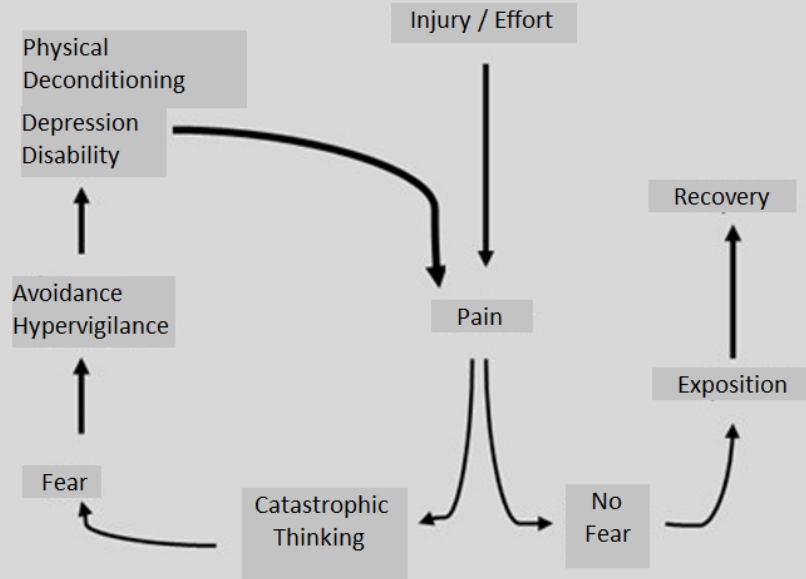 Injury / Effort
Physical
Deconditioning
Depression
Disability
Recovery
Avoidance
Hypervigilance
Pain
Exposition
Fear
Catastrophic
Thinking
No
Fear